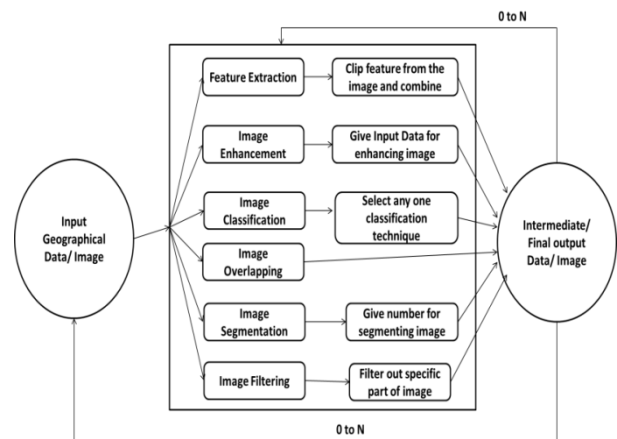 0 to N
Feature Extraction
Clip feature from the
image and combine
Image
Enhancement
Give Input Data for
enhancing image
Input
Geographical
Data/ Image
Image
Classification
Select any one
classification
technique
Image
Overlapping
Intermediate/
Final output
Data/ Image
Image
Segmentation
Give number for
segmenting image
Image Filtering
Filter out specific
part of image
0 to N